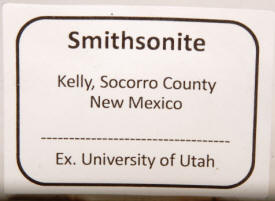 Smithsonite
Kelly, Socorro County
New Mexico
Ex. University of Utah